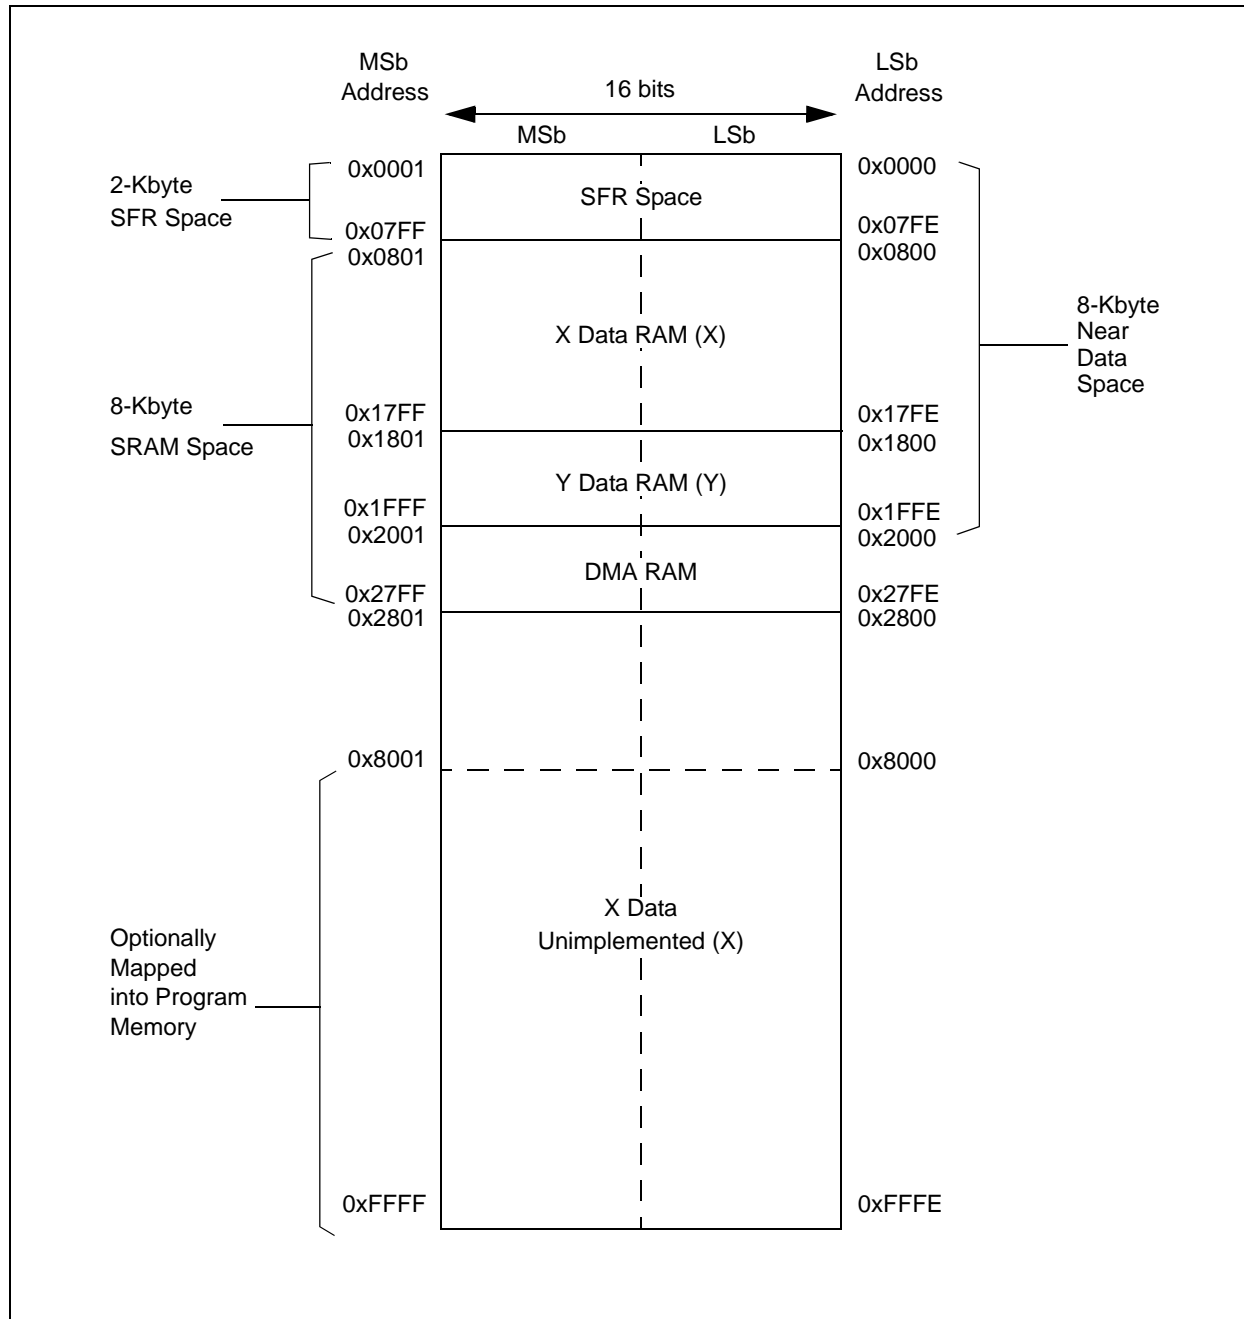 MSb
Address
16 bits
LSb
Address
MSb
LSb
0x0001
0x0000
2-Kbyte
SFR Space
SFR Space
0x07FF
0x07FE
0x0801
0x0800
X Data RAM (X)
8-Kbyte
Near
Data
Space
8-Kbyte
SRAM Space
0x17FF
0x17FE
0x1801
0x1800
Y Data RAM (Y)
0x1FFF
0x1FFE
0x2001
0x2000
DMA RAM
0x27FF
0x27FE
0x2801
0x2800
0x8001
0x8000
X Data
Unimplemented (X)
Optionally
Mapped
into Program
Memory
0xFFFF
0xFFFE